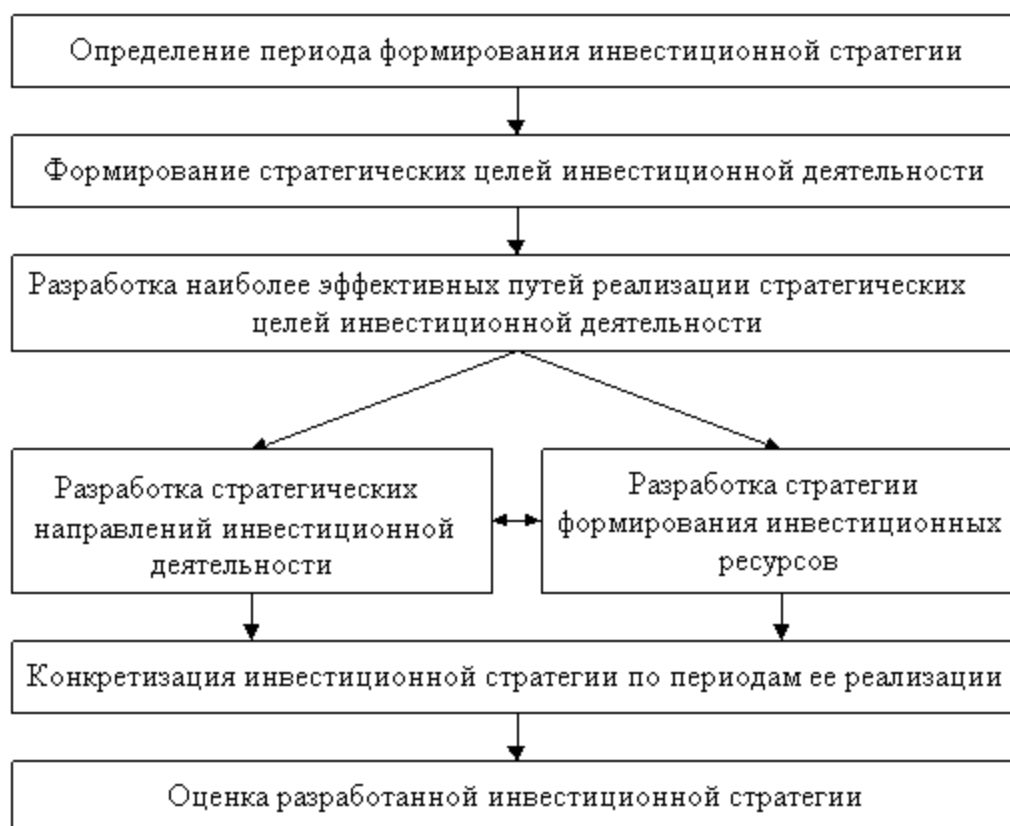 Определение периода формирования инвестиционной стратегии
Формирование стратегических целей инвестиционной деятельности
Разработка наиболее эффективных путей реализации стратегических
целей инвестиционной деятельности
Разработка стратегических
направлений инвестиционной
деятельности
Разработка стратегии
формирования инвестиционных
ресурсов
Конкретизация инвестиционной стратегии по периодам ее реализации
Оценка разработанной инвестиционной стратегии